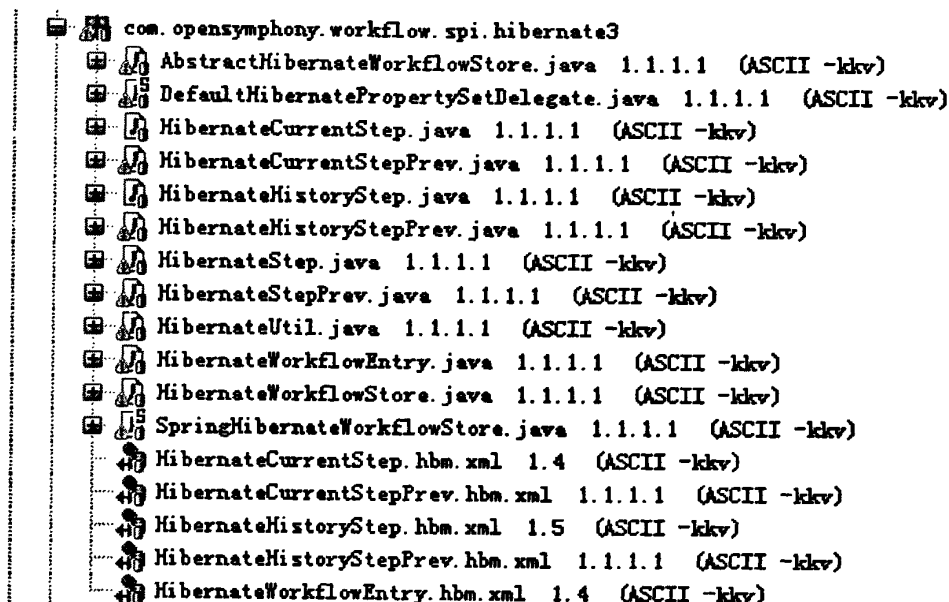 com.opensymphony.workflow.spi.hibernate3
AbstractHibernateWorkflowStore.java 1.1.1.1 (ASCII -kkv)
DefaultHibernatePropertySetDelegate.java 1.1.1.1 (ASCII -kkv)
HibernateCurrentStep.java 1.1.1.1 (ASCII -kkv)
HibernateCurrentStepPrev.java 1.1.1.1 (ASCII -kkv)
HibernateHistoryStep.java 1.1.1.1 (ASCII -kkv)
HibernateHistoryStepPrev.java 1.1.1.1 (ASCII -kkv)
HibernateStep.java 1.1.1.1 (ASCII -kkv)
HibernateStepPrev.java 1.1.1.1 (ASCII -kkv)
HibernateUtil.java 1.1.1.1 (ASCII -kkv)
HibernateWorkflowEntry.java 1.1.1.1 (ASCII -kkv)
HibernateWorkflowStore.java 1.1.1.1 (ASCII -kkv)
SpringHibernateWorkflowStore.java 1.1.1.1 (ASCII -kkv)
HibernateCurrentStep.hbm.xml 1.4 (ASCII -kkv)
HibernateCurrentStepPrev.hbm.xml 1.1.1.1 (ASCII -kkv)
HibernateHistoryStep.hbm.xml 1.5 (ASCII -kkv)
HibernateHistoryStepPrev.hbm.xml 1.1.1.1 (ASCII -kkv)
HibernateWorkflowEntry.hbm.xml 1.4 (ASCII -kkv)